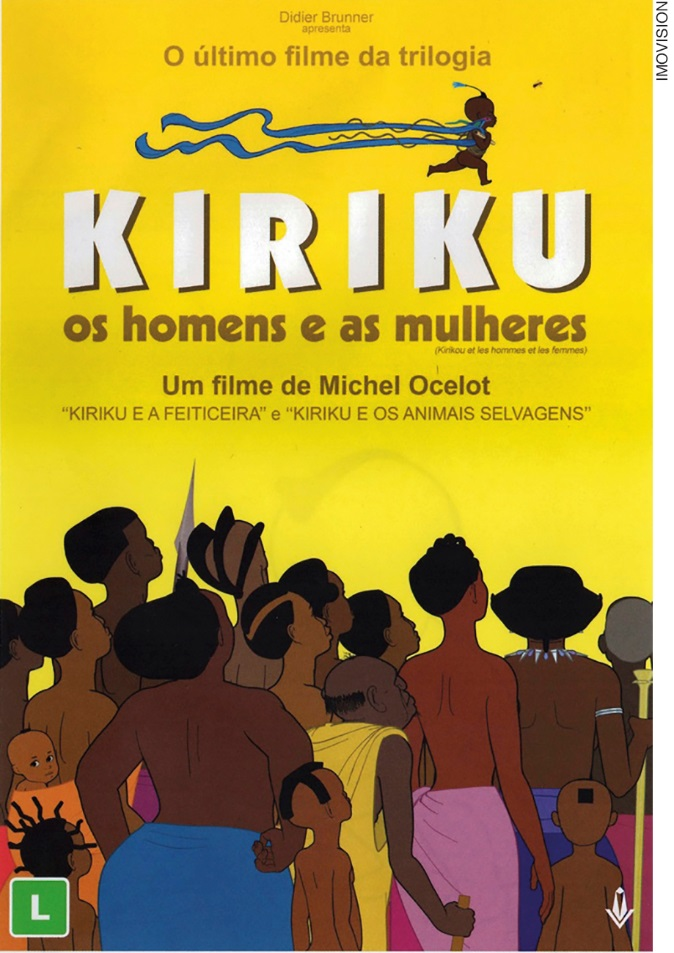 IMOVISION
Didier Brunner
apresenta
O último filme da trilogia
KIRIKU
os homens e as mulheres
(Kirikou et les hommes et les femmes)
Um filme de Michel Ocelot
“KIRIKU E A FEITICEIRA” e “KIRIKU E OS ANIMAIS SELVAGENS”
L